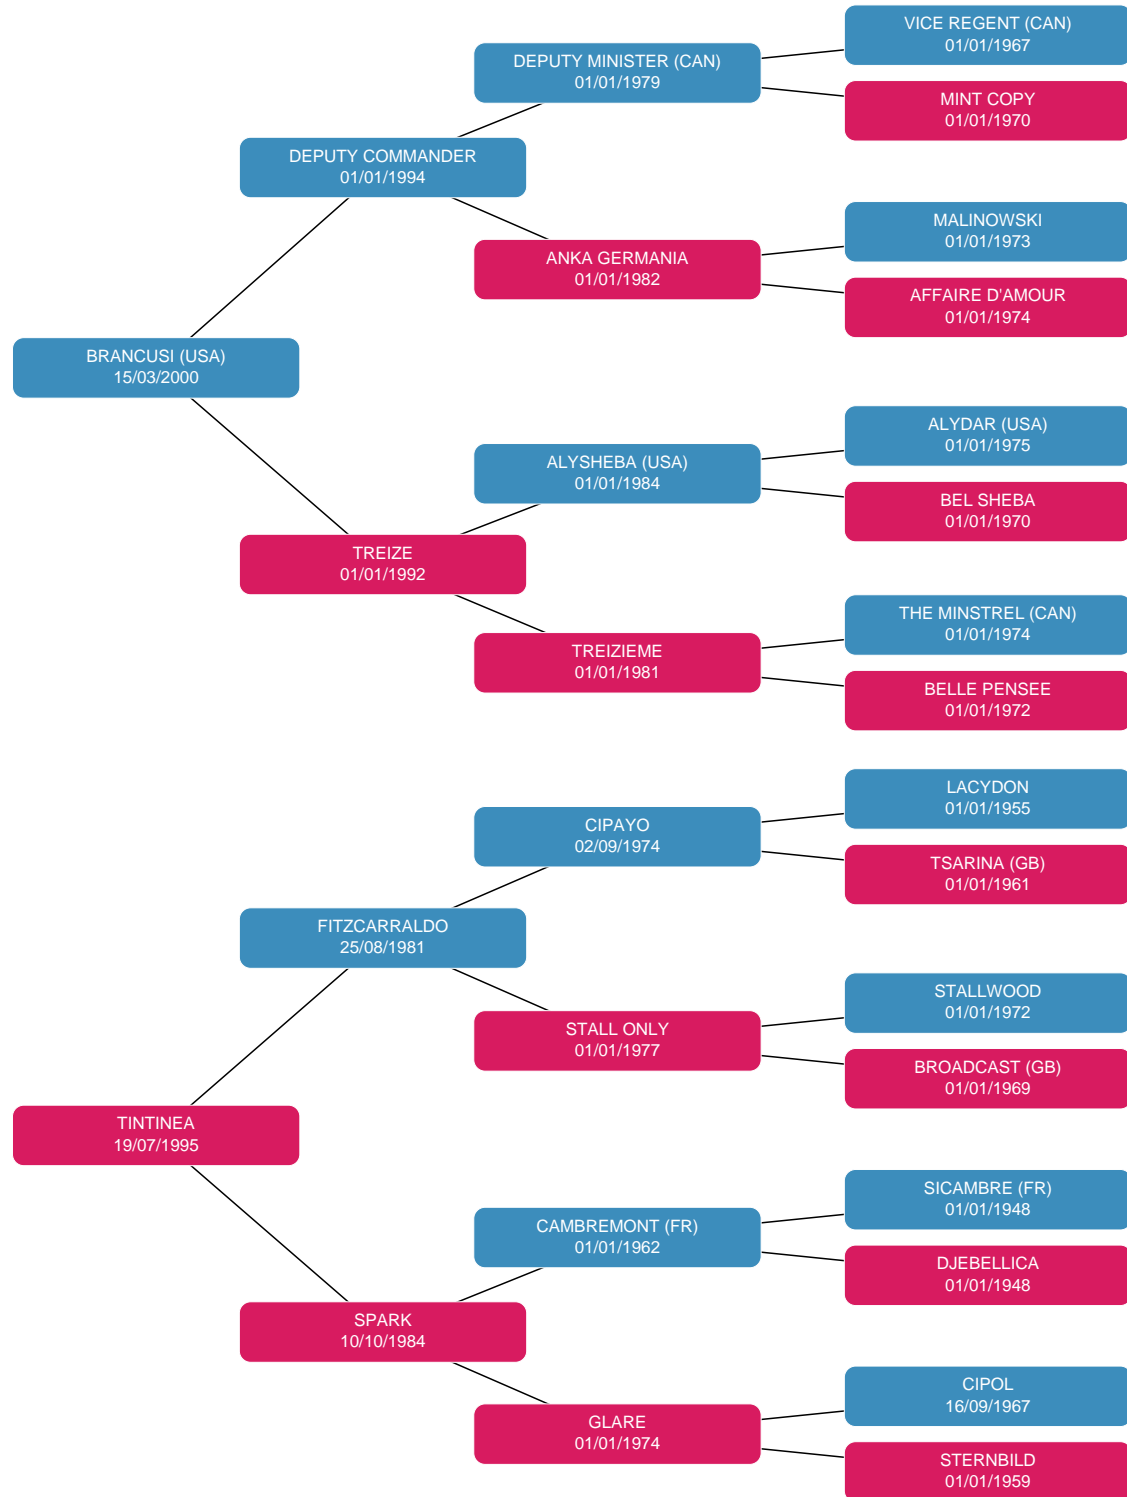 VICE REGENT (CAN)
01/01/1967
DEPUTY MINISTER (CAN)
01/01/1979
MINT COPY
01/01/1970
DEPUTY COMMANDER
01/01/1994
MALINOWSKI
01/01/1973
ANKA GERMANIA
01/01/1982
AFFAIRE D'AMOUR
01/01/1974
BRANCUSI (USA)
15/03/2000
ALYDAR (USA)
01/01/1975
ALYSHEBA (USA)
01/01/1984
BEL SHEBA
01/01/1970
TREIZE
01/01/1992
THE MINSTREL (CAN)
01/01/1974
TREIZIEME
01/01/1981
BELLE PENSEE
01/01/1972
LACYDON
01/01/1955
CIPAYO
02/09/1974
TSARINA (GB)
01/01/1961
FITZCARRALDO
25/08/1981
STALLWOOD
01/01/1972
STALL ONLY
01/01/1977
BROADCAST (GB)
01/01/1969
TINTINEA
19/07/1995
SICAMBRE (FR)
01/01/1948
CAMBREMONT (FR)
01/01/1962
DJEBELLICA
01/01/1948
SPARK
10/10/1984
CIPOL
16/09/1967
GLARE
01/01/1974
STERNBILD
01/01/1959